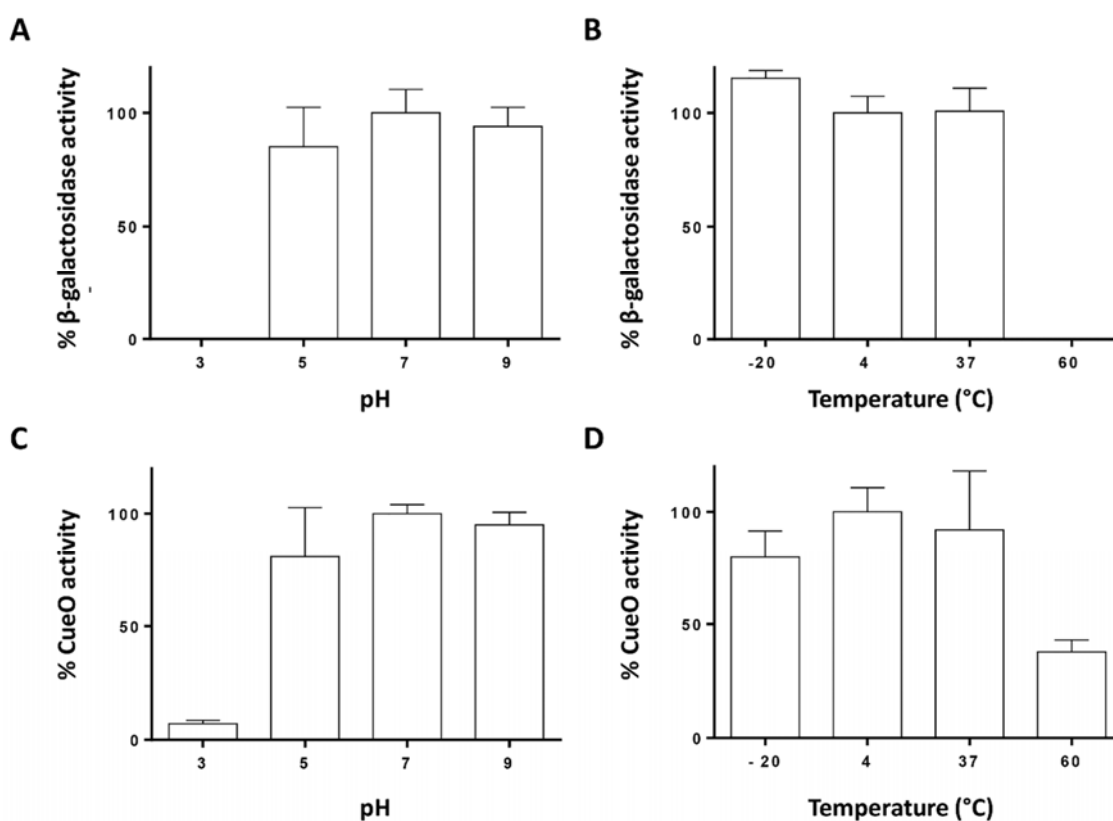 A
% β-galactosidase activity
100
50
0
3 5 7 9
pH
B
% β-galactosidase activity
100
50
0
-20 4 37 60
Temperature (°C)
C
% CueO activity
100
50
0
3 5 7 9
pH
D
% CueO activity
100
50
0
- 20 4 37 60
Temperature (°C)